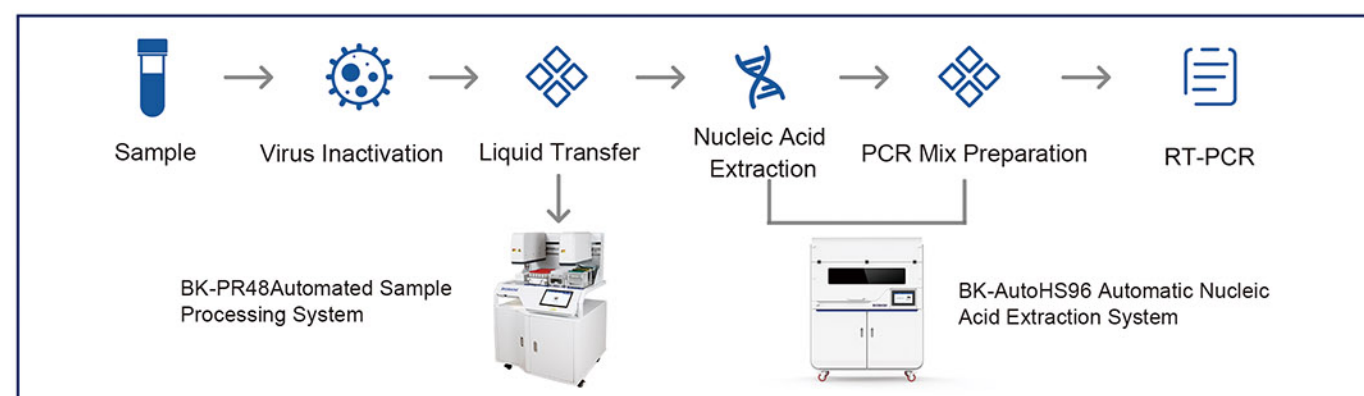 Sample
Virus Inactivation
Liquid Transfer
Nucleic Acid
Extraction
PCR Mix Preparation
RT-PCR
BK-PR48Automated Sample
Processing System
BK-AutoHS96 Automatic Nucleic
Acid Extraction System